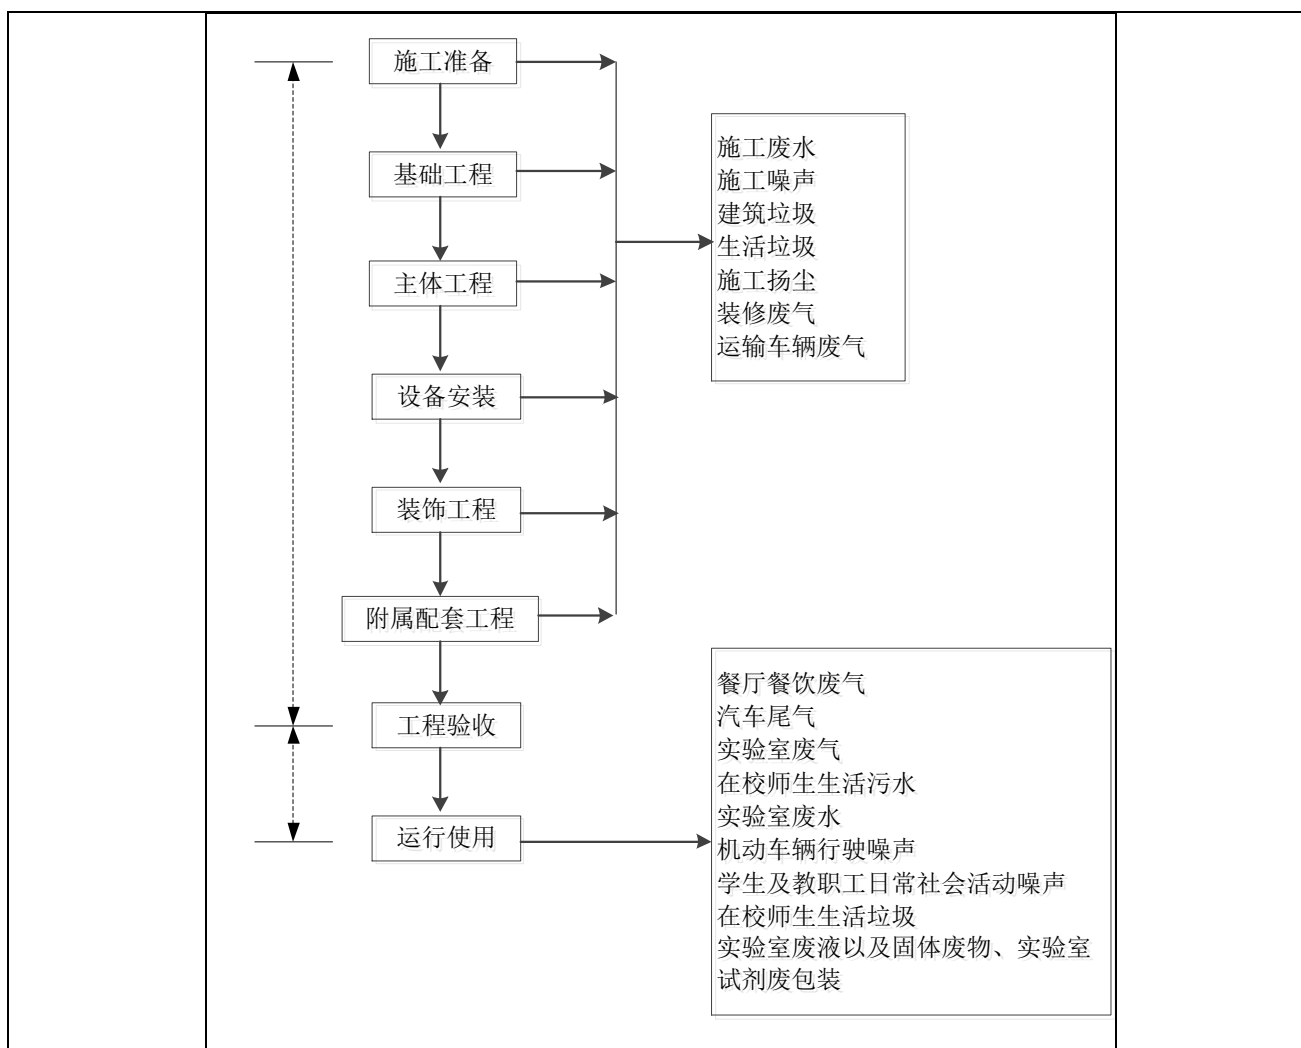 施工准备
基础工程
主体工程
设备安装
装饰工程
附属配套工程
工程验收
运行使用
施工废水
施工噪声
建筑垃圾
生活垃圾
施工扬尘
装修废气
运输车辆废气
餐厅餐饮废气
汽车尾气
实验室废气
在校师生生活污水
实验室废水
机动车辆行驶噪声
学生及教职工日常社会活动噪声
在校师生生活垃圾
实验室废液以及固体废物、实验室
试剂废包装